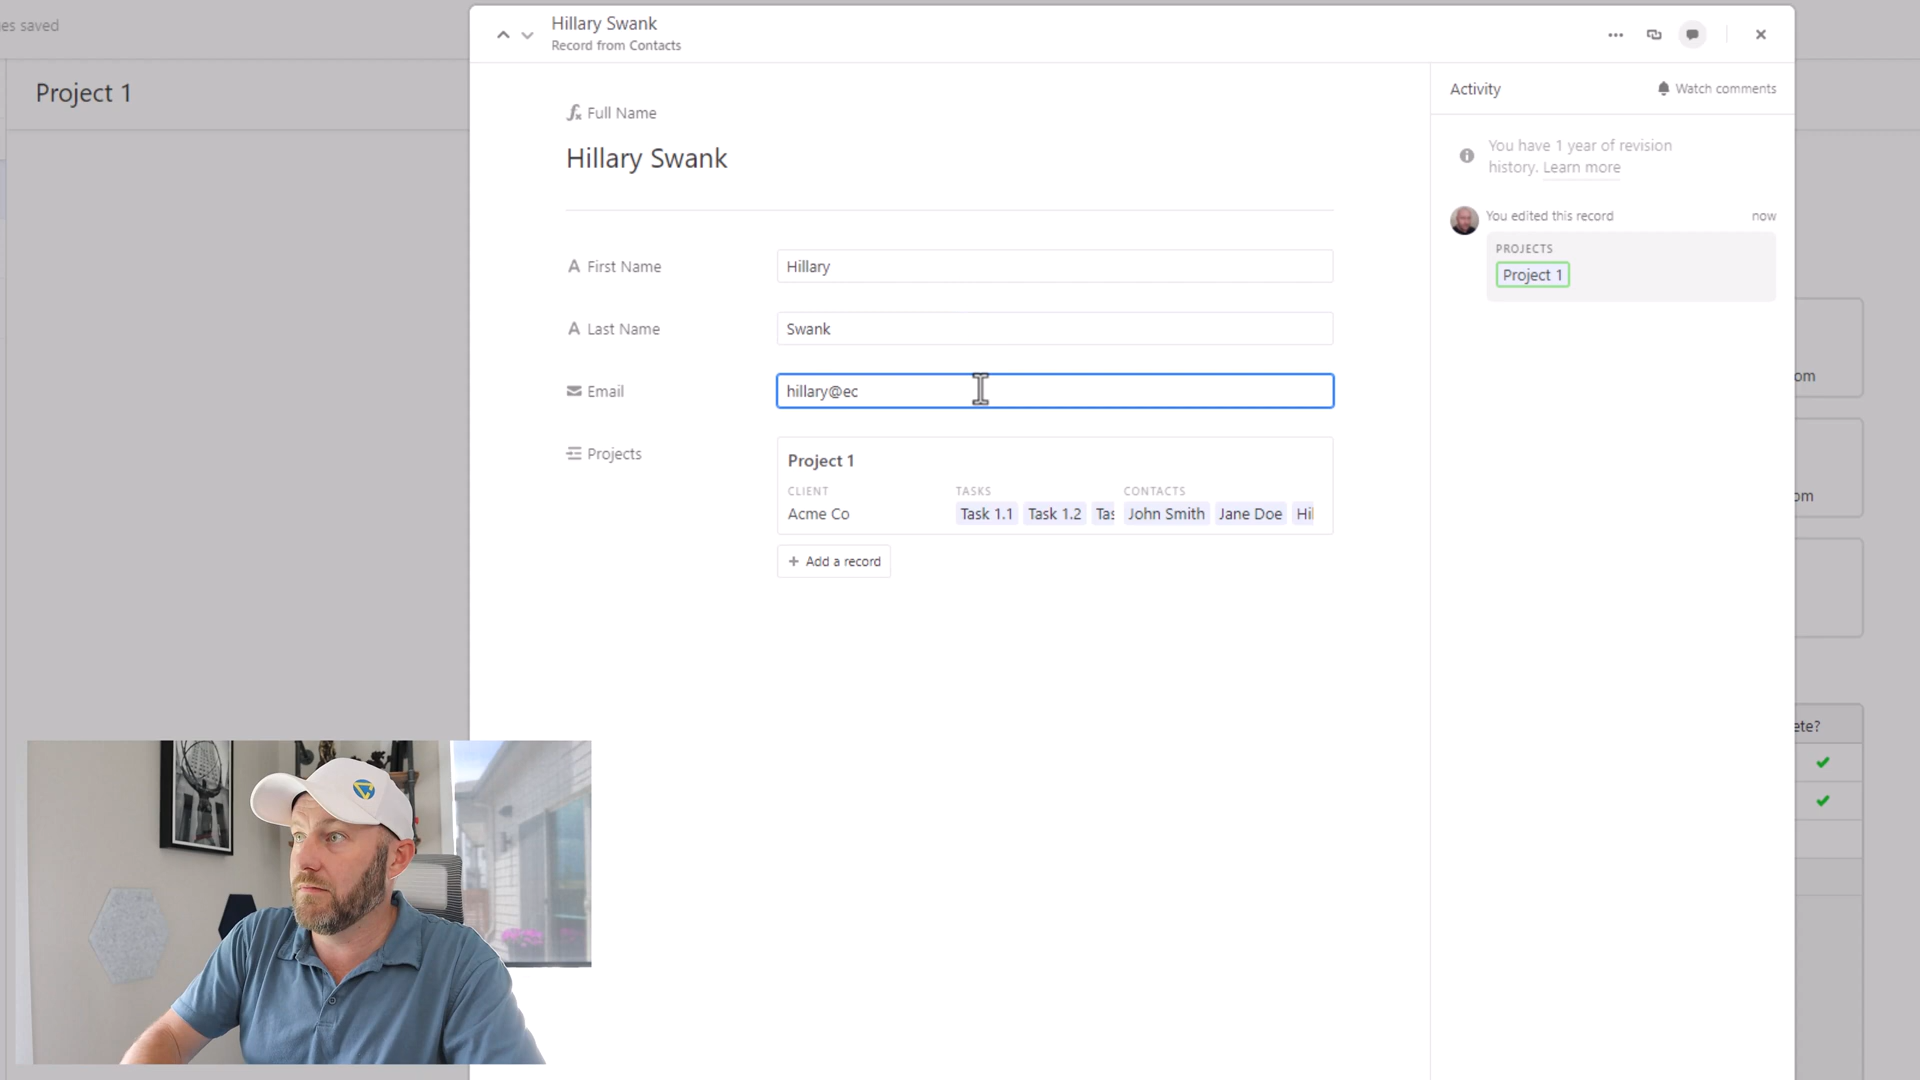 es saved
Project 1
Hillary Swank
Record from Contacts
Full Name
Hillary Swank
First Name
Hillary
Last Name
Swank
Email
hillary@ec
Projects
Project 1
CLIENT
TASKS
CONTACTS
Acme Co
Task 1.1
Task 1.2
Tas
John Smith
Jane Doe
Hil
+ Add a record
Activity
Watch comments
You have 1 year of revision
history. Learn more
You edited this record
now
PROJECTS
Project 1
om
om
ete?